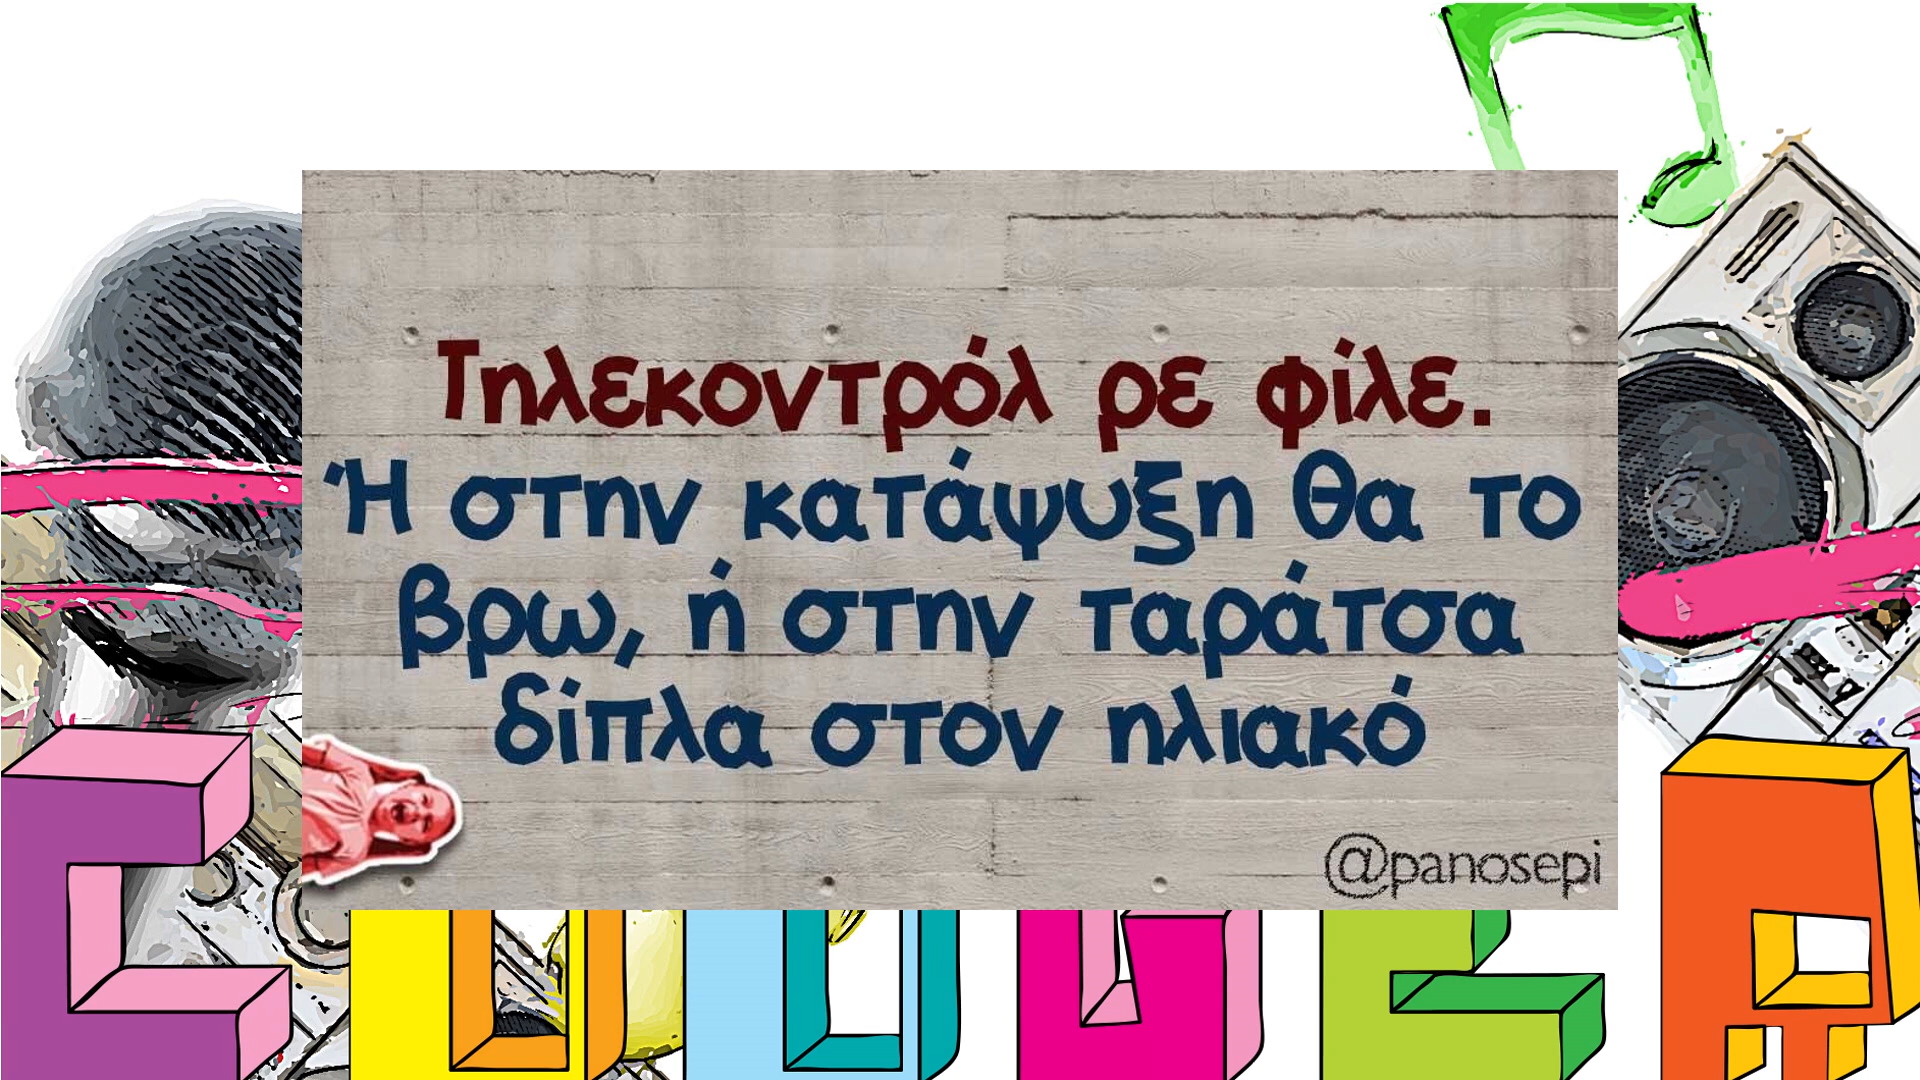 Τηλεκοντρόλ ρε φίλε.
Ή στην κατάψυξη θα το
βρω, ή στην ταράτσα
δίπλα στον ηλιακό
@panosepi